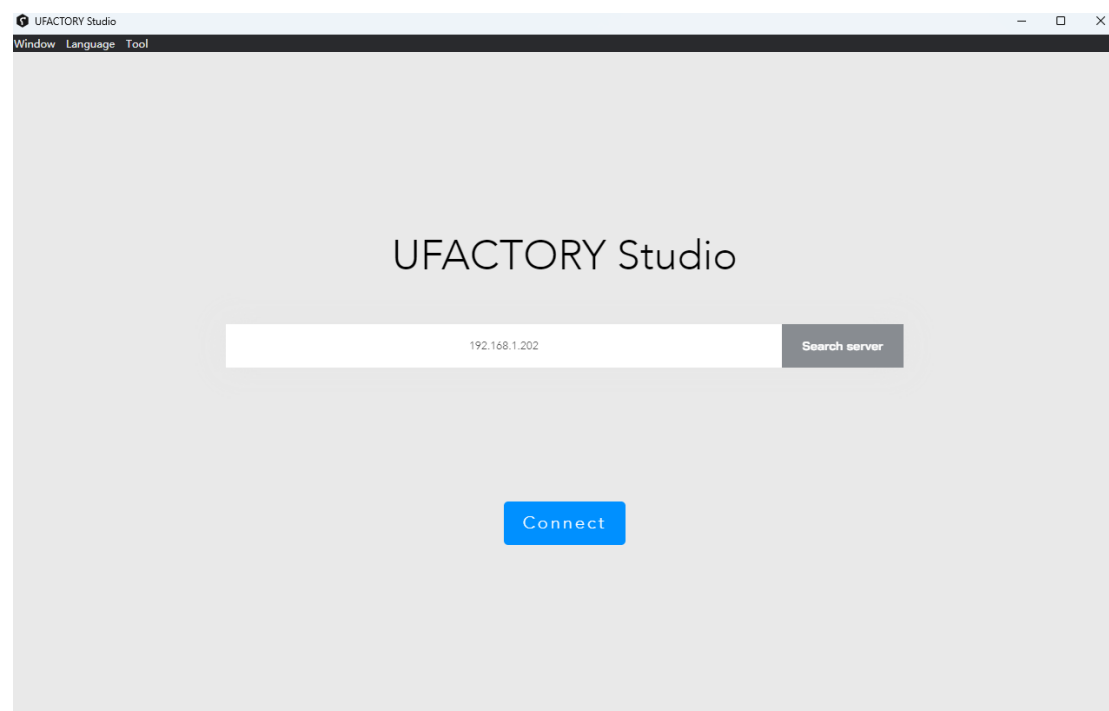 UFACTORY Studio
Window Language Tool
UFACTORY Studio
192.168.1.202 Search server
Connect